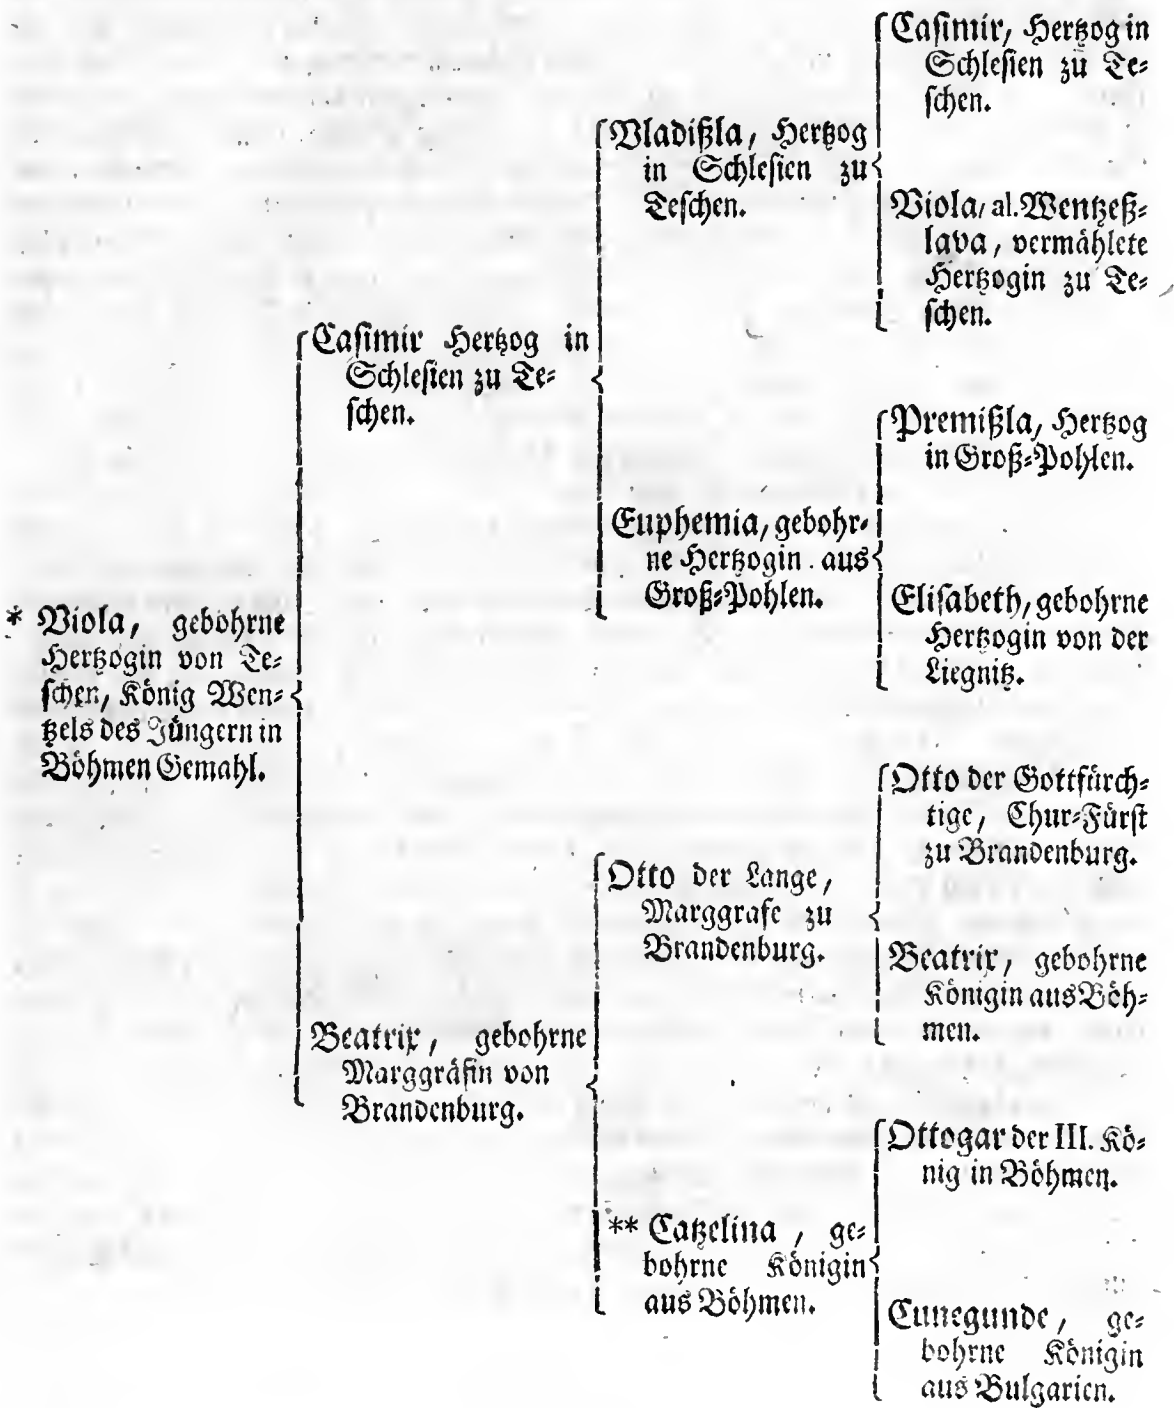 * Viola, gebohrne
Hertzogin von Te⸗
schen, König Wen⸗
tzels des Jüngern in
Böhmen Gemahl.
Casimir Hertzog in
Schlesien zu Te⸗
schen.
Vladißla, Hertzog
in Schlesien zu
Teschen.
Casimir, Hertzog in
Schlesien zu Te⸗
schen.
Viola, al. Wentzeß⸗
lava, vermählete
Hertzogin zu Te⸗
schen.
Euphemia, gebohr⸗
ne Hertzogin aus
Groß⸗Pohlen.
Premißla, Hertzog
in Groß⸗Pohlen.
Elisabeth, gebohrne
Hertzogin von der
Liegnitz.
Beatrix, gebohrne
Marggräfin von
Brandenburg.
Otto der Lange,
Marggrafe zu
Brandenburg.
Otto der Gottfürch⸗
tige, Chur⸗Fürst
zu Brandenburg.
Beatrix, gebohrne
Königin aus Böh⸗
men.
** Catzelina, ge⸗
bohrne Königin
aus Böhmen.
Ottogar der III. Kö⸗
nig in Böhmen.
Cunegunde, ge⸗
bohrne Königin
aus Bulgarien.